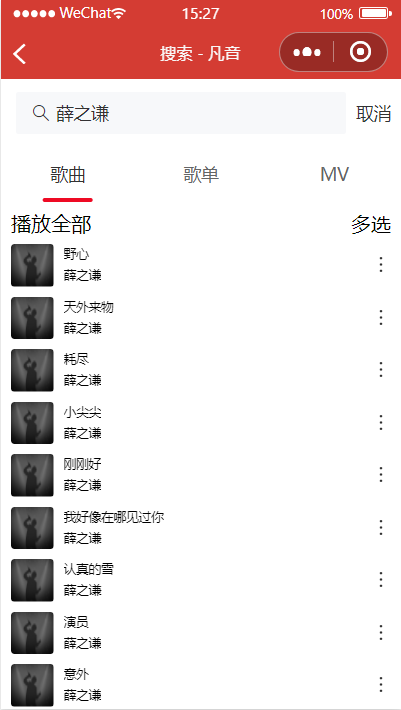 WeChat 15:27 100%
搜索 - 凡音
薛之谦 取消
歌曲 歌单 MV
播放全部 多选
野心
薛之谦
天外来物
薛之谦
耗尽
薛之谦
小尖尖
薛之谦
刚刚好
薛之谦
我好像在哪见过你
薛之谦
认真的雪
薛之谦
演员
薛之谦
意外
薛之谦